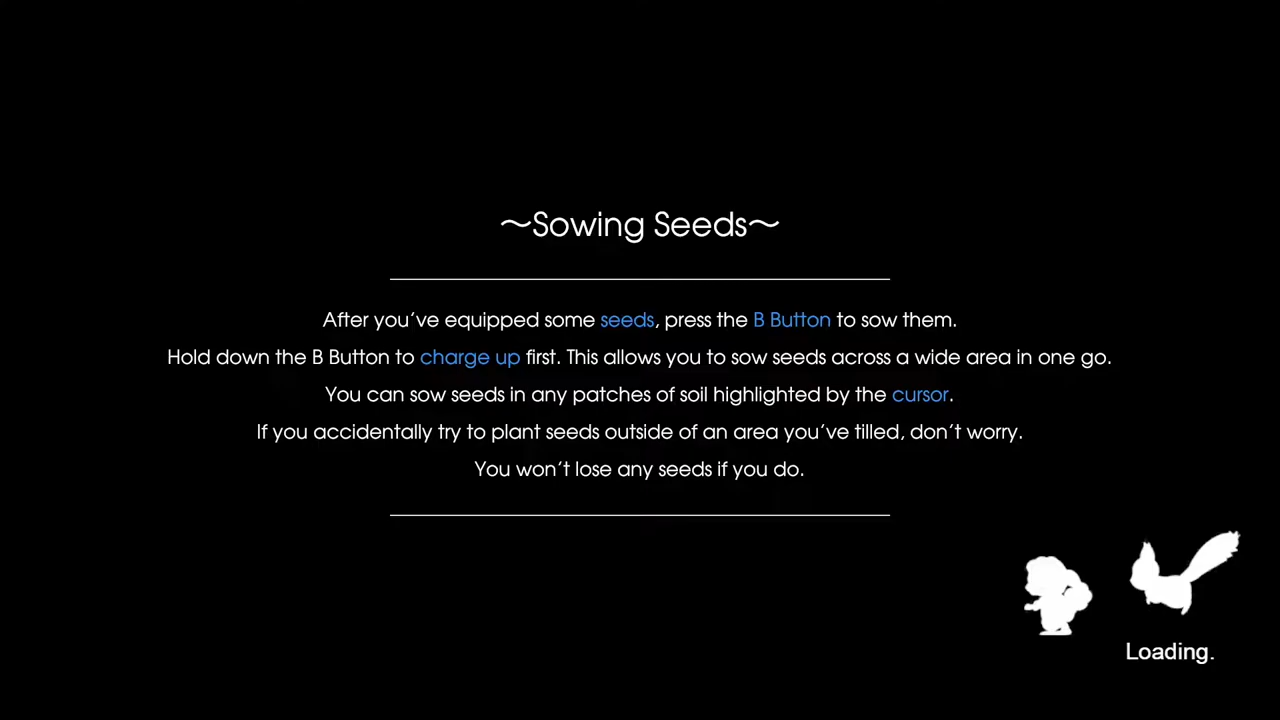 ～Sowing Seeds～
After you’ve equipped some seeds, press the B Button to sow them.
Hold down the B Button to charge up first. This allows you to sow seeds across a wide area in one go.
You can sow seeds in any patches of soil highlighted by the cursor.
If you accidentally try to plant seeds outside of an area you’ve tilled, don’t worry.
You won’t lose any seeds if you do.
Loading.